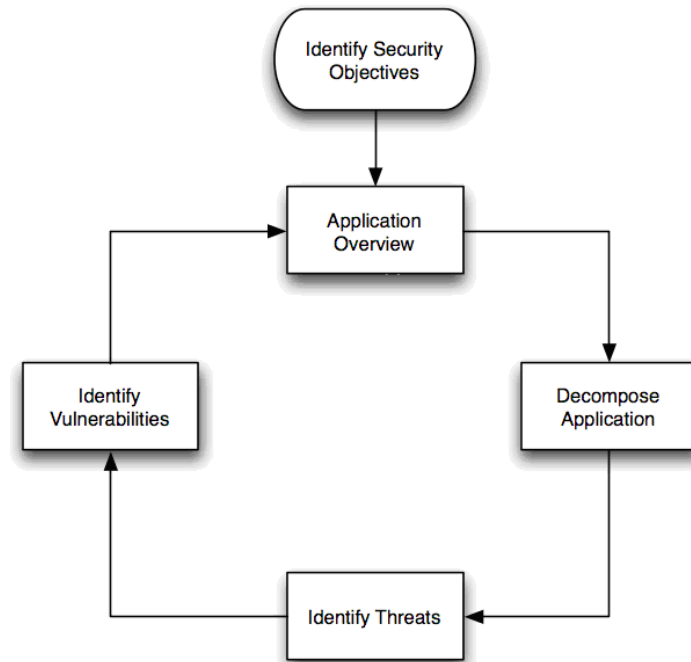 Identify Security
Objectives
Application
Overview
Decompose
Application
Identify
Vulnerabilities
Identify Threats